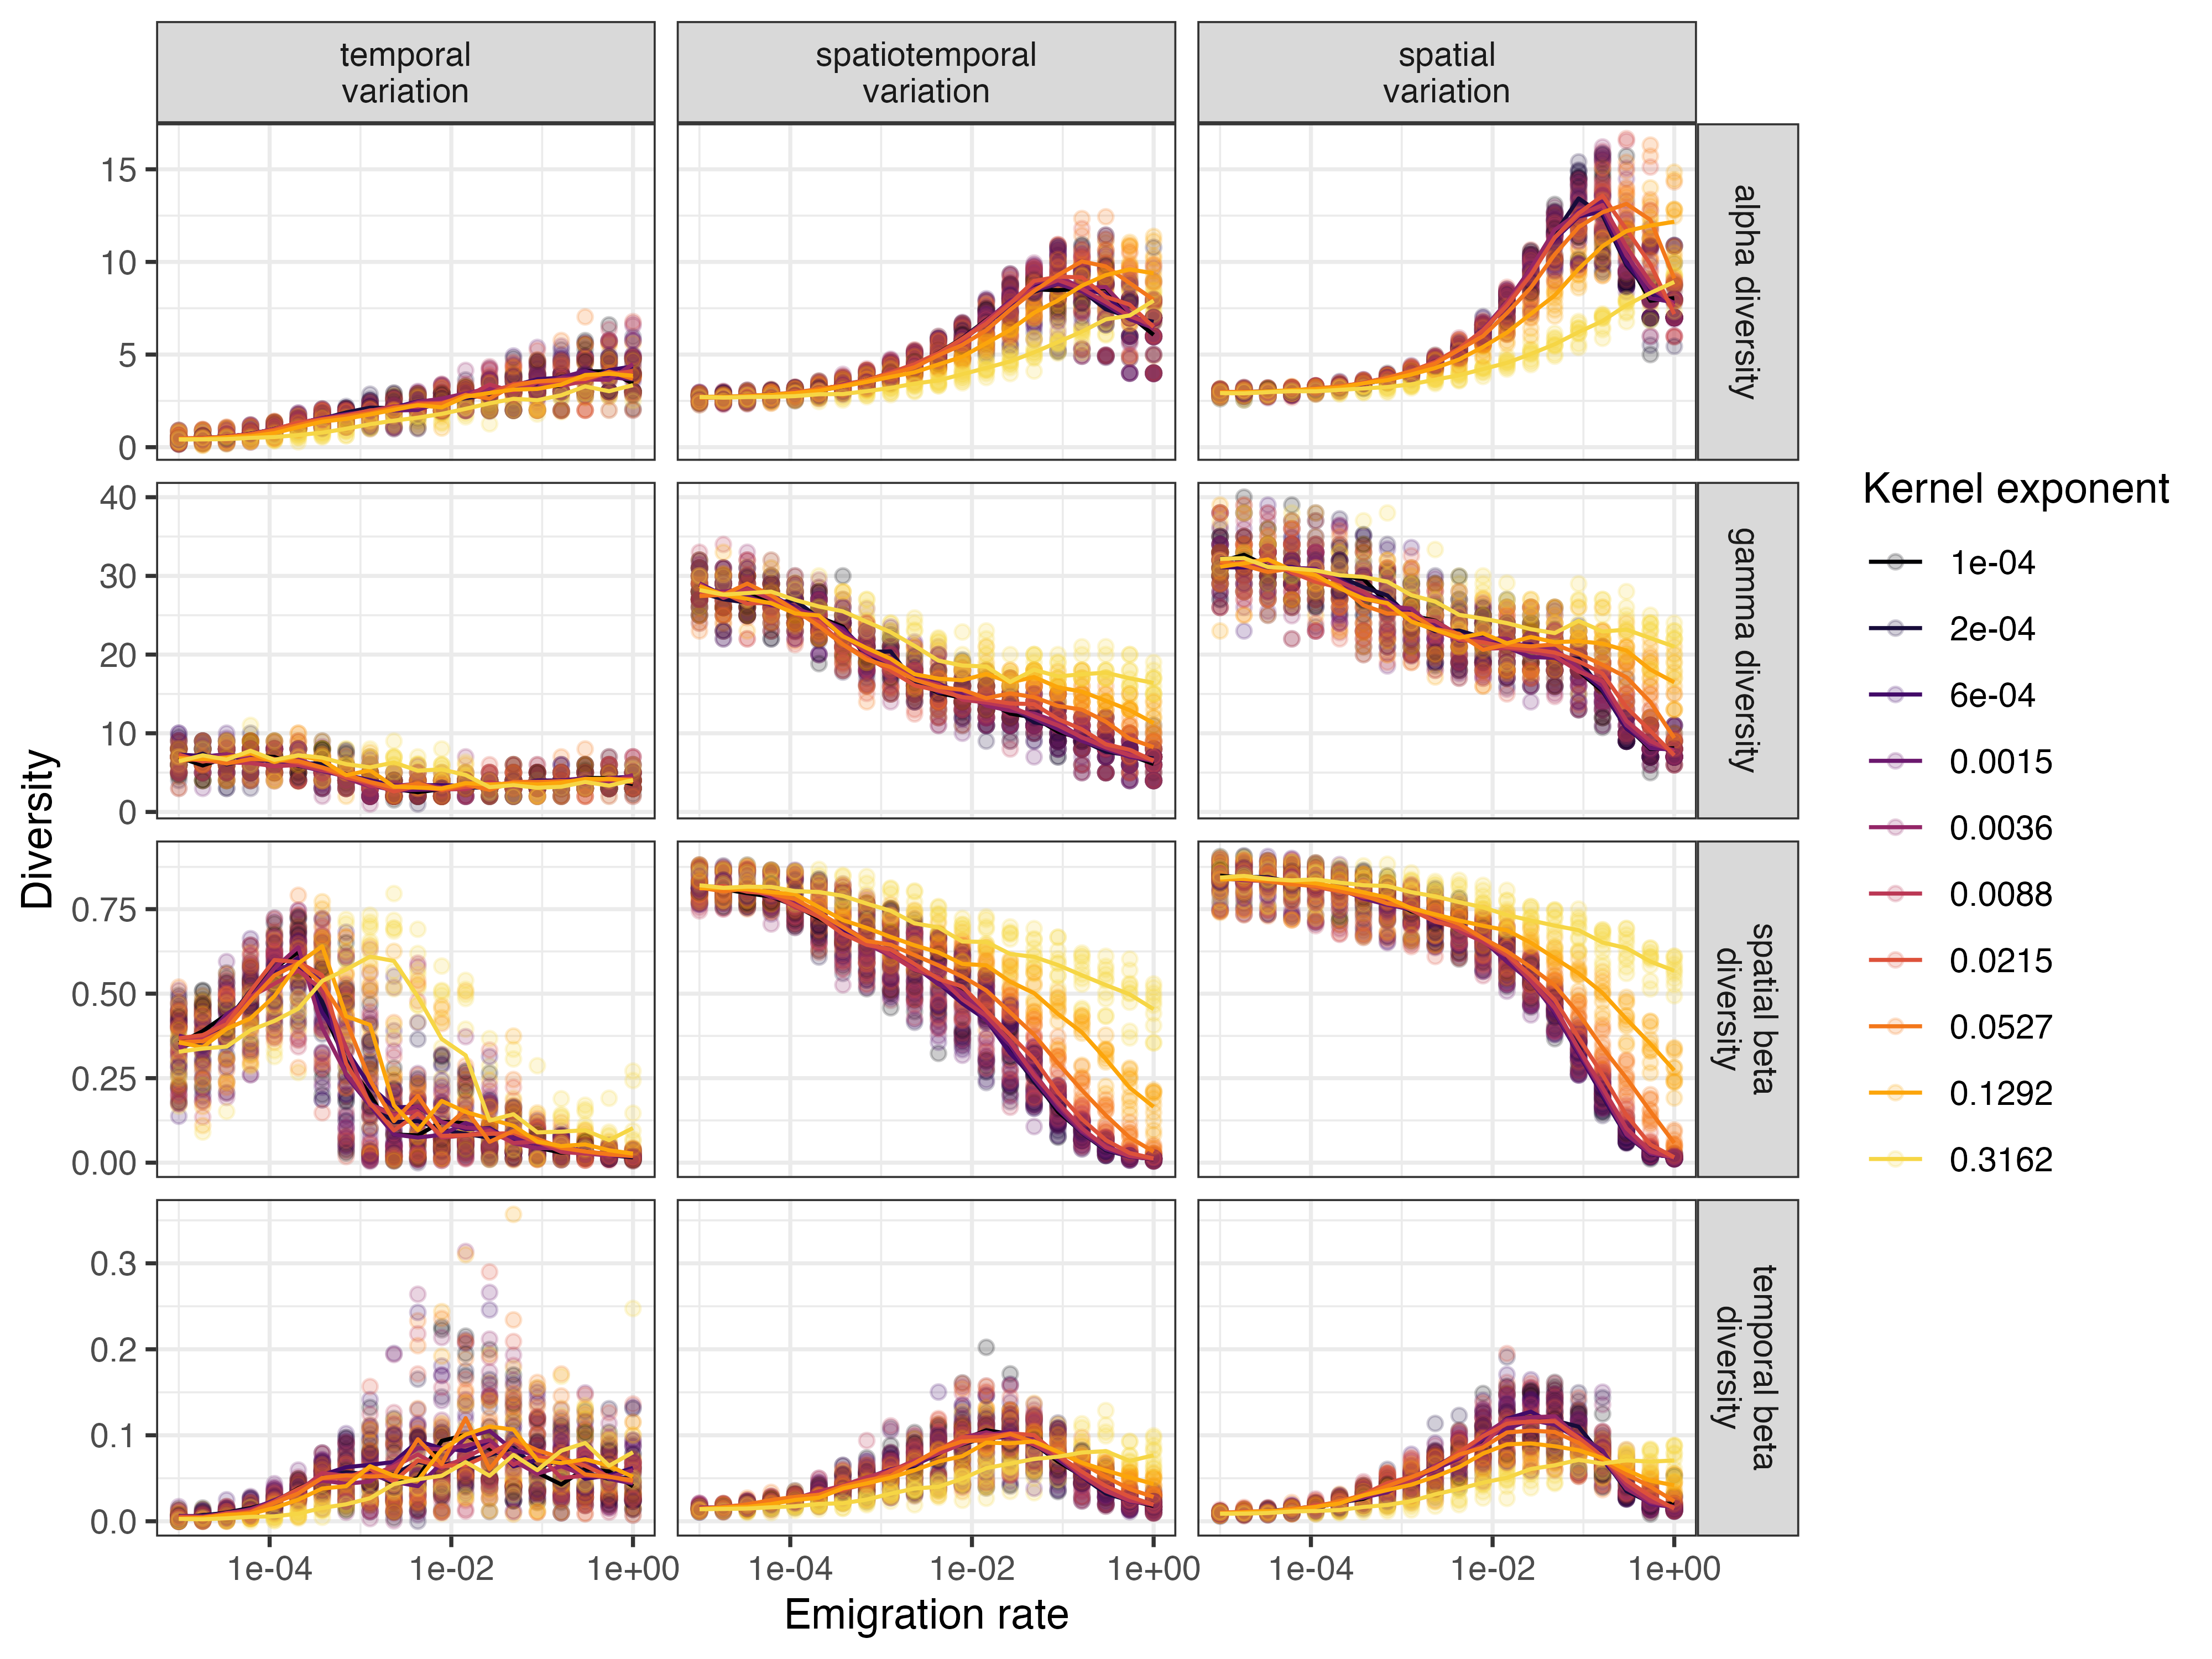 temporal
variation
spatiotemporal
variation
spatial
variation
15
10
5
0
alpha diversity
40
30
20
10
0
gamma diversity
0.75
0.50
0.25
0.00
spatial beta
diversity
0.3
0.2
0.1
0.0
temporal beta
diversity
1e-04
1e-02
1e+00
1e-04
1e-02
1e+00
1e-04
1e-02
1e+00
Emigration rate
Diversity
Kernel exponent
1e-04
2e-04
6e-04
0.0015
0.0036
0.0088
0.0215
0.0527
0.1292
0.3162